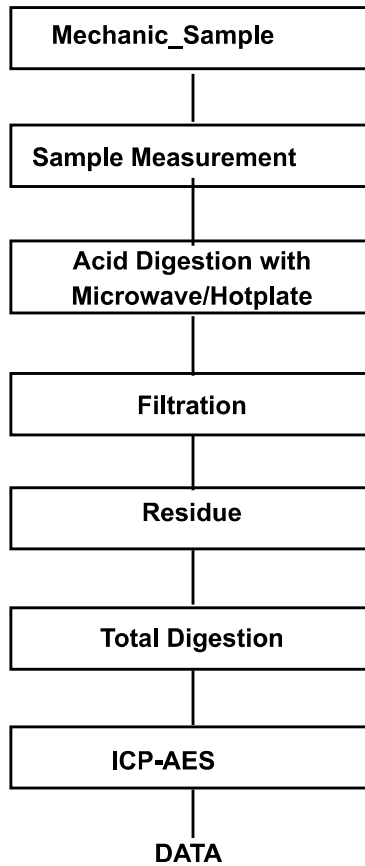 Mechanic_Sample
Sample Measurement
Acid Digestion with
Microwave/Hotplate
Filtration
Residue
Total Digestion
ICP-AES
DATA